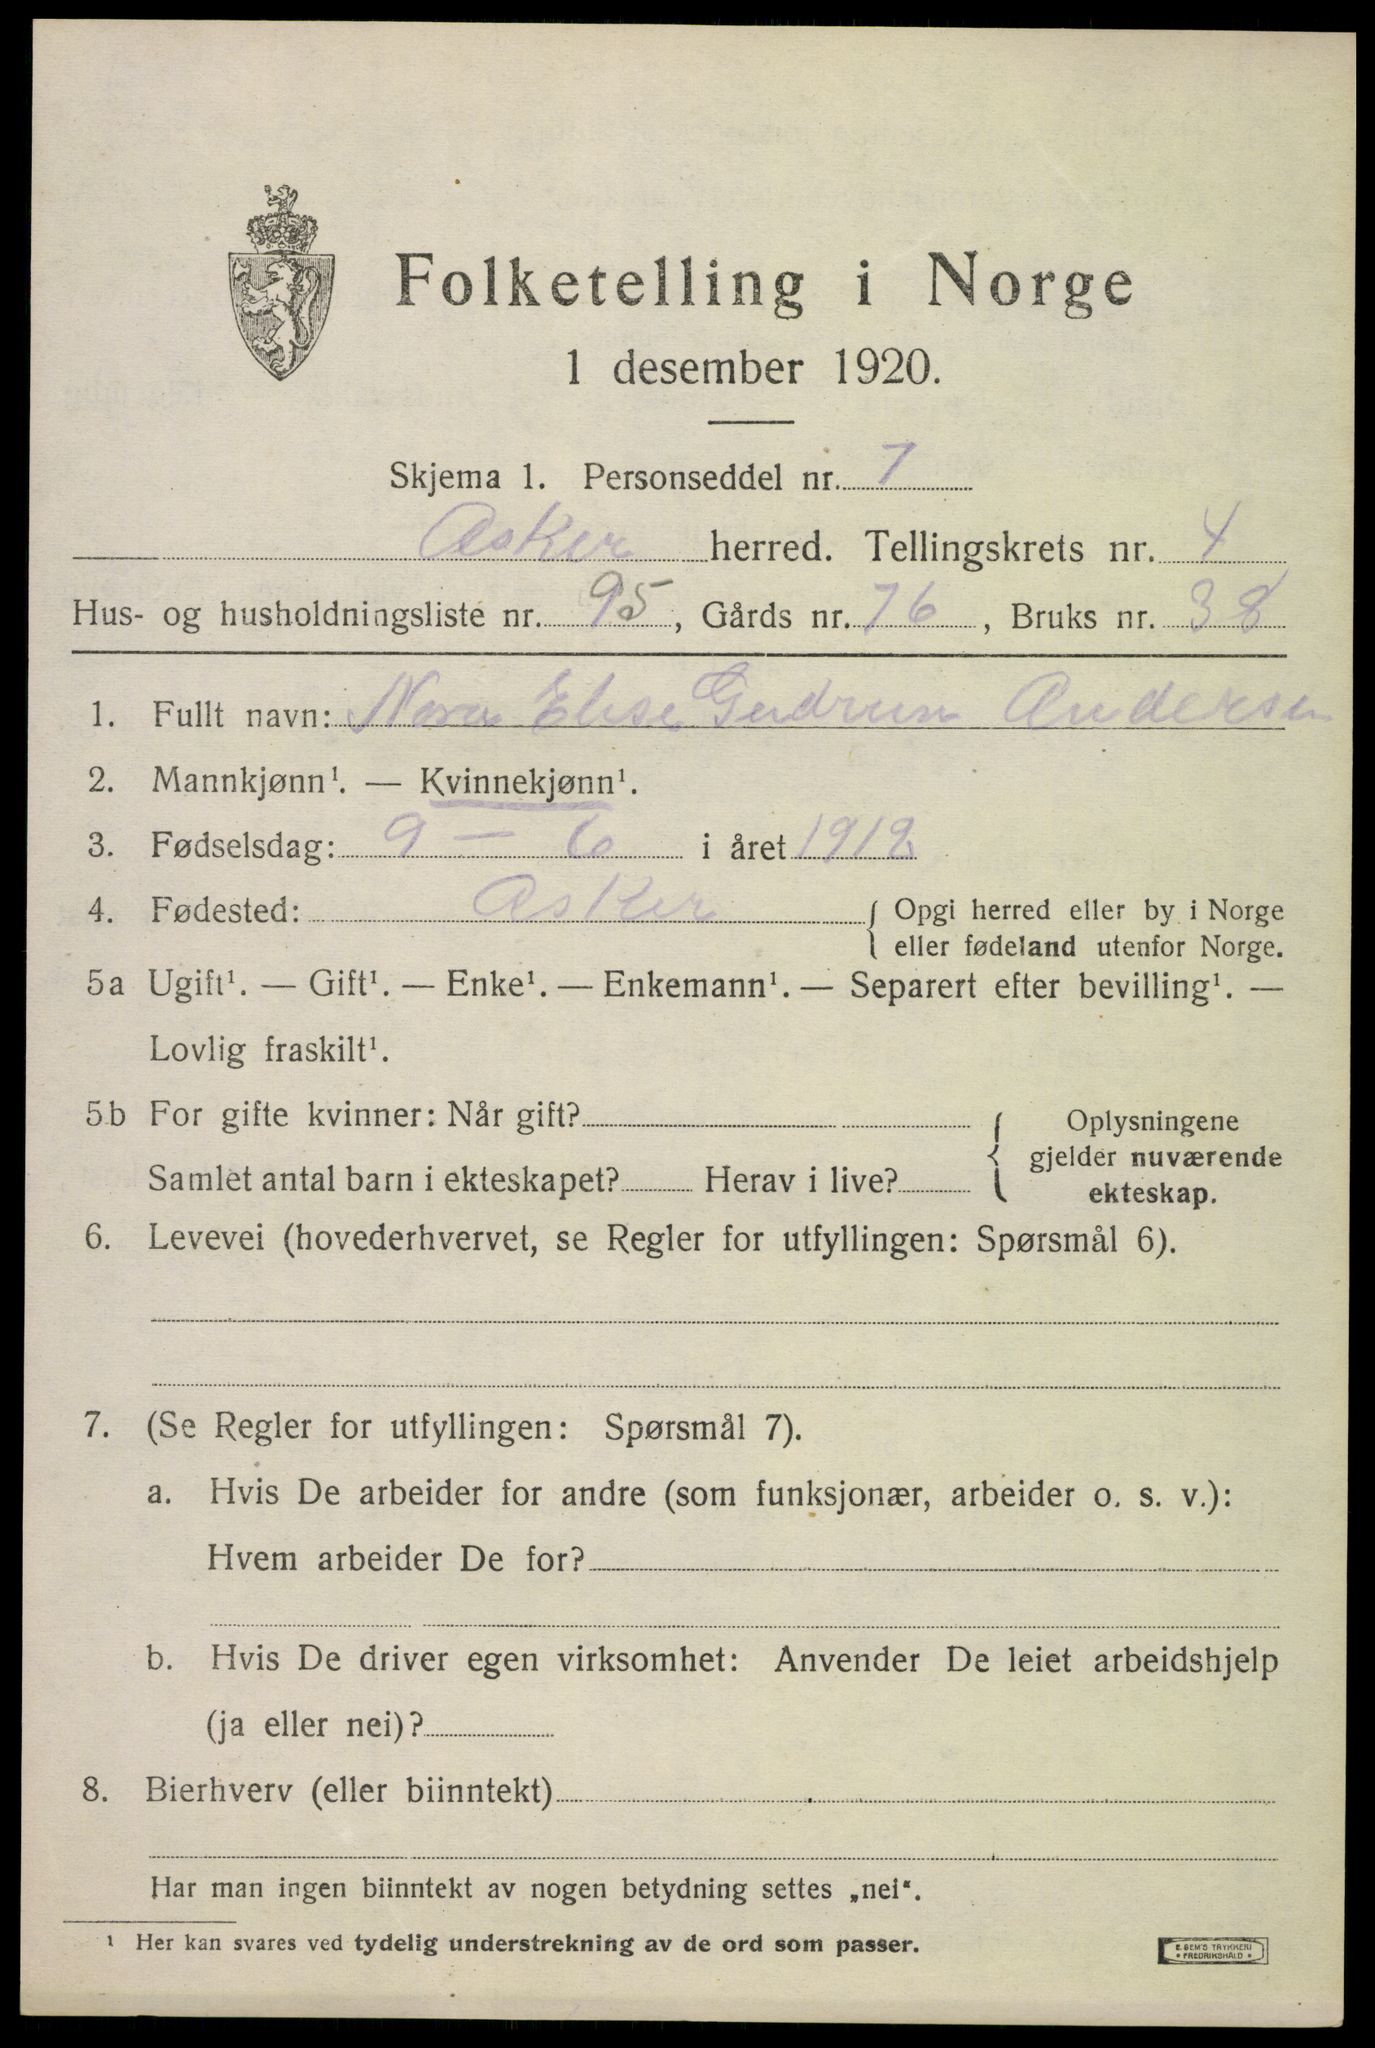 Folketelling i Norge
1 desember 1920.
Skjema 1. Personseddel nr. 7
Asker herred. Tellingskrets nr. 4
Hus- og husholdningsliste nr. 95, Gårds nr. 76, Bruks nr. 38
1. Fullt navn: Nora Elise Gudrun Andersen
2. Mannkjønn¹. — Kvinnekjønn¹.
3. Fødselsdag: 9 – 6 i året 1912
4. Fødested: Asker { Opgi herred eller by i Norge
eller fødeland utenfor Norge.
5a Ugift¹. — Gift¹. — Enke¹. — Enkemann¹. — Separert efter bevilling¹. —
Lovlig fraskilt¹.
5b For gifte kvinner: Når gift? { Oplysningene
gjelder nuværende
Samlet antal barn i ekteskapet? Herav i live?
ekteskap.
6. Levevei (hovederhvervet, se Regler for utfyllingen: Spørsmål 6).
7. (Se Regler for utfyllingen: Spørsmål 7).
a. Hvis De arbeider for andre (som funksjonær, arbeider o. s. v.):
Hvem arbeider De for?
b. Hvis De driver egen virksomhet: Anvender De leiet arbeidshjelp
(ja eller nei)?
8. Bierhverv (eller biinntekt)
Har man ingen biinntekt av nogen betydning settes „nei“.
¹ Her kan svares ved tydelig understrekning av de ord som passer.
E. SEM'S TRYKKERI
• FREDRIKSHALD •